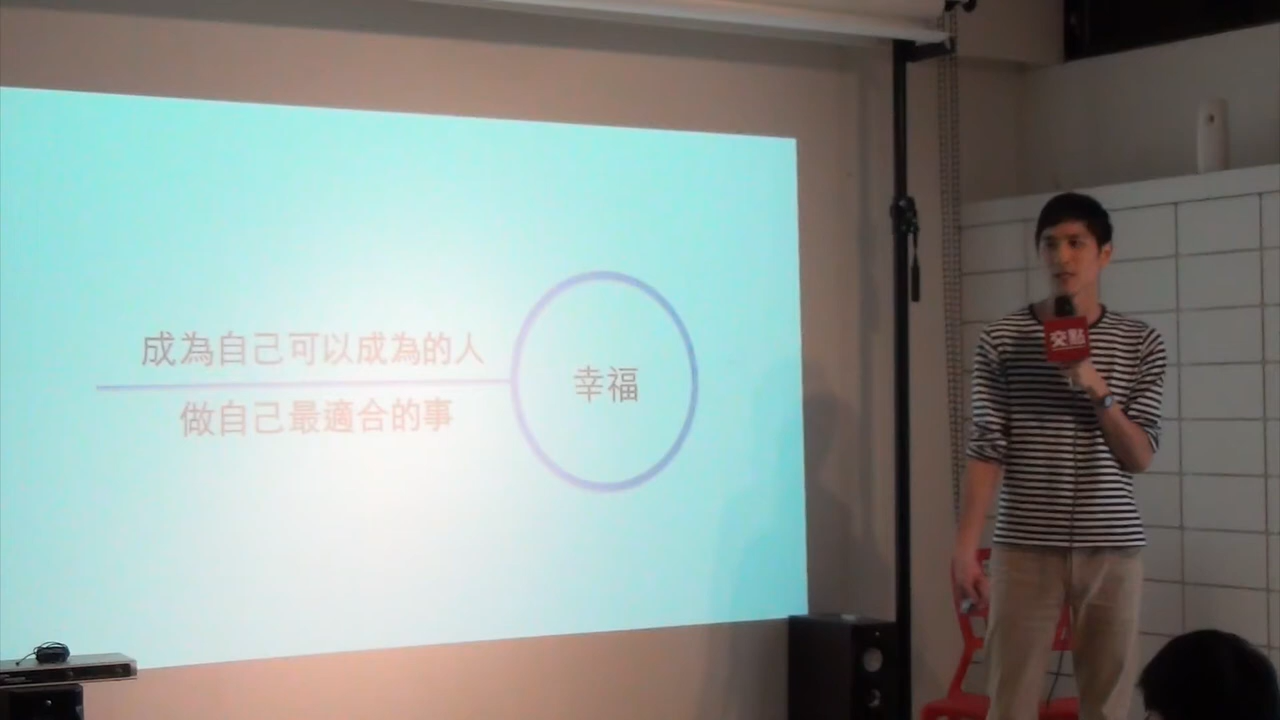 成為自己可以成為的人
做自己最適合的事
幸福
交點